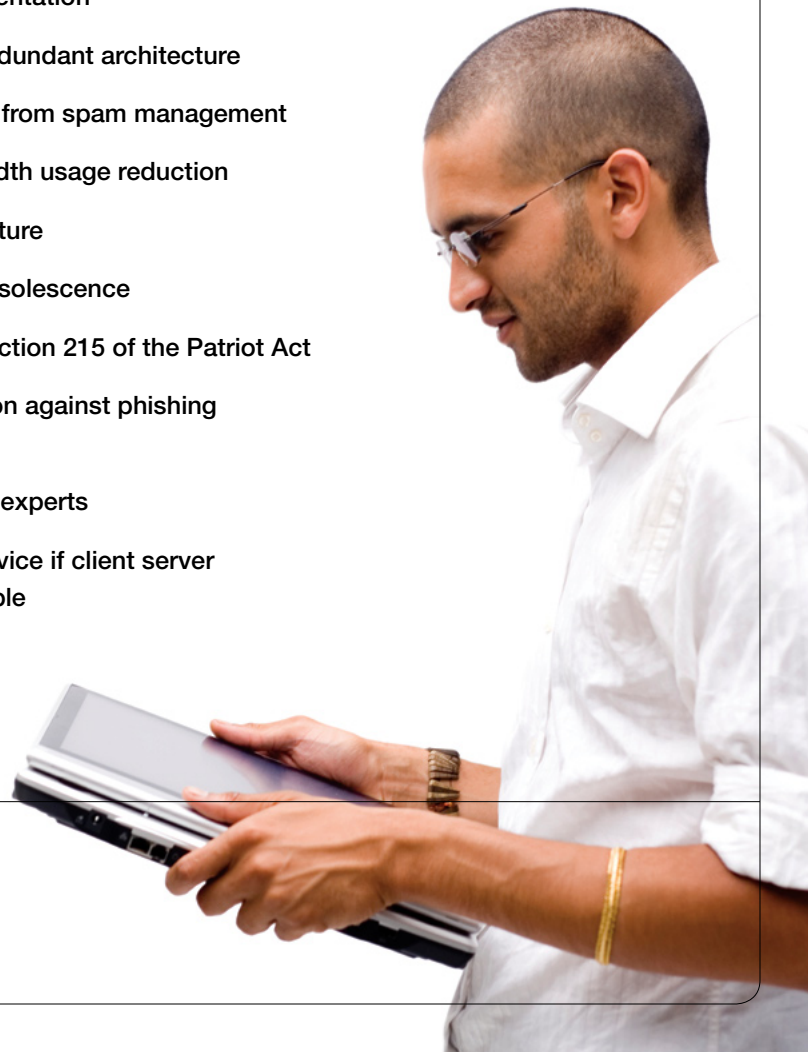 entation
dundant architecture
from spam management
dth usage reduction
ture
solescence
ction 215 of the Patriot Act
on against phishing
experts
vice if client server
ble